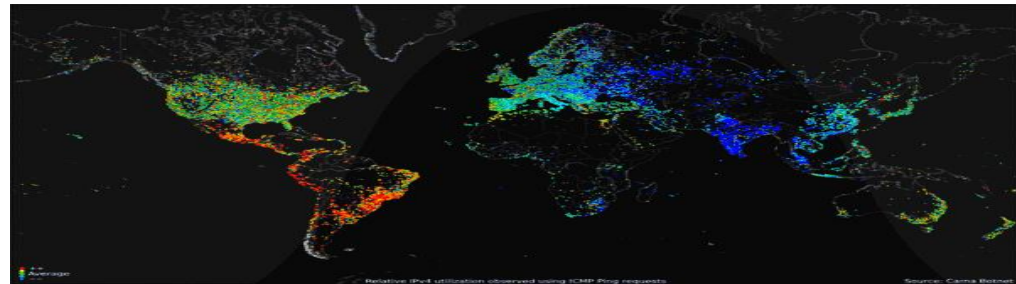 Average
Relative IPv4 utilization observed using ICMP Ping requests
Source: Carna Botnet